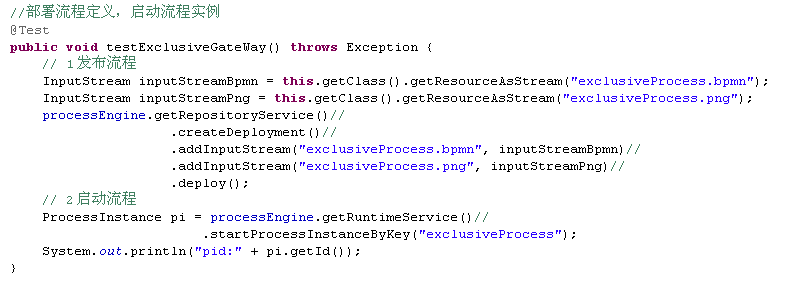 //部署流程定义，启动流程实例
@Test
public void testExclusiveGateWay() throws Exception {
    // 1发布流程
    InputStream inputStreamBpmn = this.getClass().getResourceAsStream("exclusiveProcess.bpmn");
    InputStream inputStreamPng = this.getClass().getResourceAsStream("exclusiveProcess.png");
    processEngine.getRepositoryService()//
                    .createDeployment()//
                    .addInputStream("exclusiveProcess.bpmn", inputStreamBpmn)//
                    .addInputStream("exclusiveProcess.png", inputStreamPng)//
                    .deploy();
    // 2启动流程
    ProcessInstance pi = processEngine.getRuntimeService()//
                        .startProcessInstanceByKey("exclusiveProcess");
    System.out.println("pid:" + pi.getId());
}